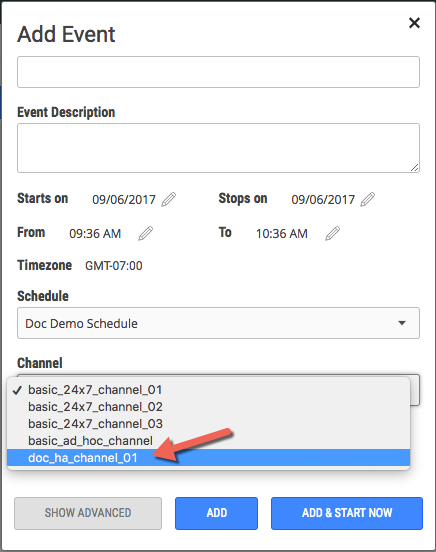 Add Event
Event Description
Starts on 09/06/2017 Stops on 09/06/2017
From 09:36 AM To 10:36 AM
Timezone GMT-07:00
Schedule
Doc Demo Schedule
Channel
✓ basic_24x7_channel_01
basic_24x7_channel_02
basic_24x7_channel_03
basic_ad_hoc_channel
doc_ha_channel_01
SHOW ADVANCED ADD ADD & START NOW